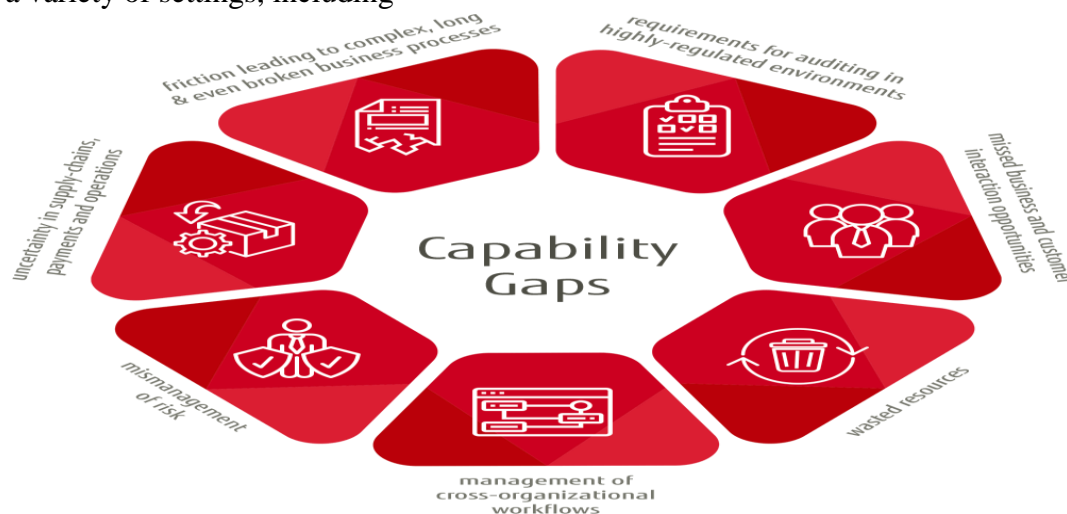 a variety of settings, including
friction leading to complex, long
& even broken business processes
requirements for auditing in
highly-regulated environments
uncertainty in supply-chains,
payments and operations
missed business and customer
interaction opportunities
Capability
Gaps
mismanagement
of risk
wasted resources
management of
cross-organizational
workflows